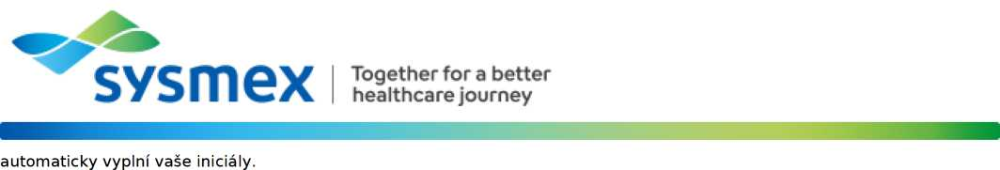 sysmex
Together for a better
healthcare journey
automaticky vyplní vaše iniciály.